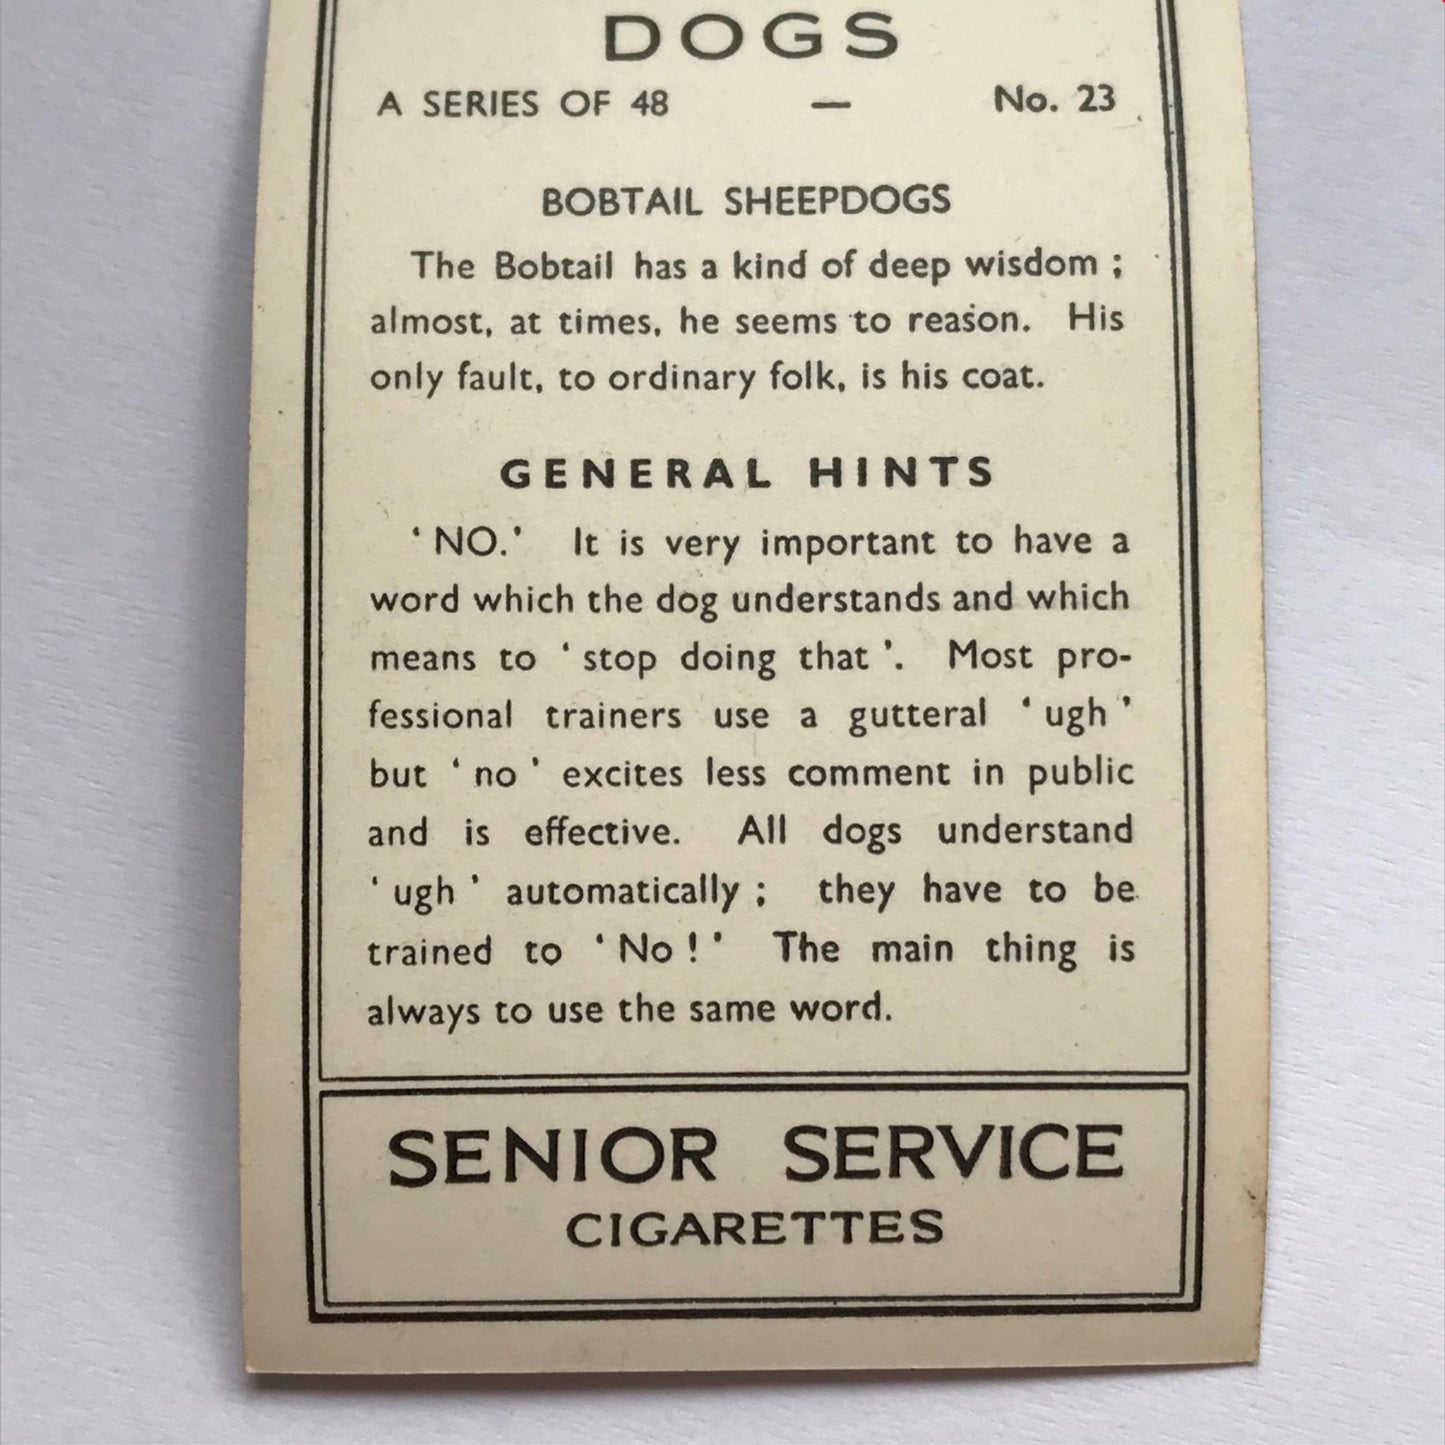 DOGS
A SERIES OF 48 — No. 23
BOBTAIL SHEEPDOGS
The Bobtail has a kind of deep wisdom ;
almost, at times, he seems to reason. His
only fault, to ordinary folk, is his coat.
GENERAL HINTS
‘ NO.’ It is very important to have a
word which the dog understands and which
means to ‘ stop doing that ’. Most pro-
fessional trainers use a gutteral ‘ ugh ’
but ‘ no ’ excites less comment in public
and is effective. All dogs understand
‘ ugh ’ automatically ; they have to be
trained to ‘ No ! ’ The main thing is
always to use the same word.
SENIOR SERVICE
CIGARETTES